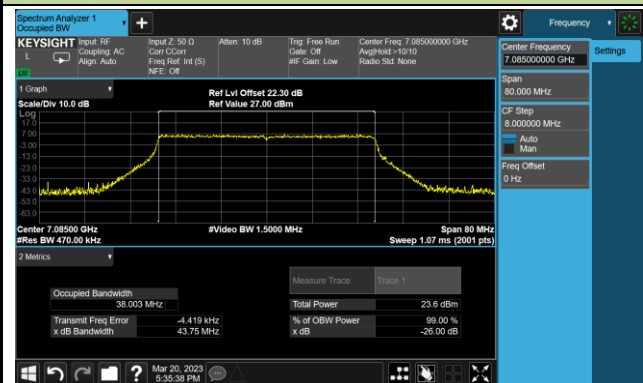 Spectrum Analyzer 1
Occupied BW
Frequency
KEYSIGHT
L
Input: RF
Coupling: AC
Align: Auto
Input Z: 50 Ω
Corr CCorr
Freq Ref: Int (S)
NFE: Off
Atten: 10 dB
Trig: Free Run
Gate: Off
#IF Gain: Low
Center Freq: 7.085000000 GHz
Avg|Hold:>10/10
Radio Std: None
Center Frequency
7.085000000 GHz
Settings
Span
80.000 MHz
CF Step
8.000000 MHz
Auto
Man
Freq Offset
0 Hz
1 Graph
Scale/Div 10.0 dB
Ref Lvl Offset 22.30 dB
Ref Value 27.00 dBm
Log
17.0
7.00
-3.00
-13.0
-23.0
-33.0
-43.0
-53.0
-63.0
Center 7.08500 GHz
#Res BW 470.00 kHz
#Video BW 1.5000 MHz
Span 80 MHz
Sweep 1.07 ms (2001 pts)
2 Metrics
Measure Trace
Trace 1
Occupied Bandwidth
38.003 MHz
Total Power
23.6 dBm
Transmit Freq Error
-4.419 kHz
% of OBW Power
99.00 %
x dB Bandwidth
43.75 MHz
x dB
-26.00 dB
?
Mar 20, 2023
5:35:38 PM